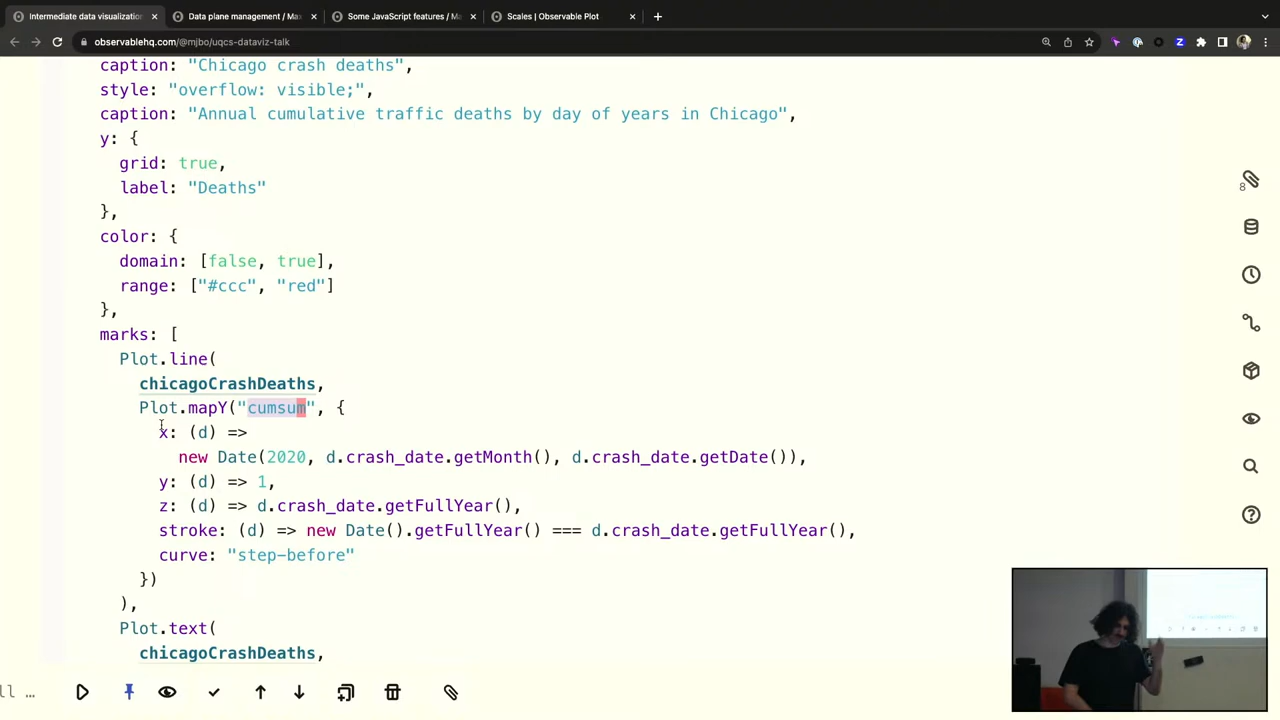 Intermediate data visualization
Data plane management / Max
Some JavaScript features / Ma
Scales | Observable Plot
observablehq.com/@mjbo/uqcs-dataviz-talk
caption: "Chicago crash deaths",
style: "overflow: visible;",
caption: "Annual cumulative traffic deaths by day of years in Chicago",
y: {
grid: true,
label: "Deaths"
},
color: {
domain: [false, true],
range: ["#ccc", "red"]
},
marks: [
Plot.line(
chicagoCrashDeaths,
Plot.mapY("cumsum", {
x: (d) =>
new Date(2020, d.crash_date.getMonth(), d.crash_date.getDate()),
y: (d) => 1,
z: (d) => d.crash_date.getFullYear(),
stroke: (d) => new Date().getFullYear() === d.crash_date.getFullYear(),
curve: "step-before"
})
),
Plot.text(
chicagoCrashDeaths,
8
ll …